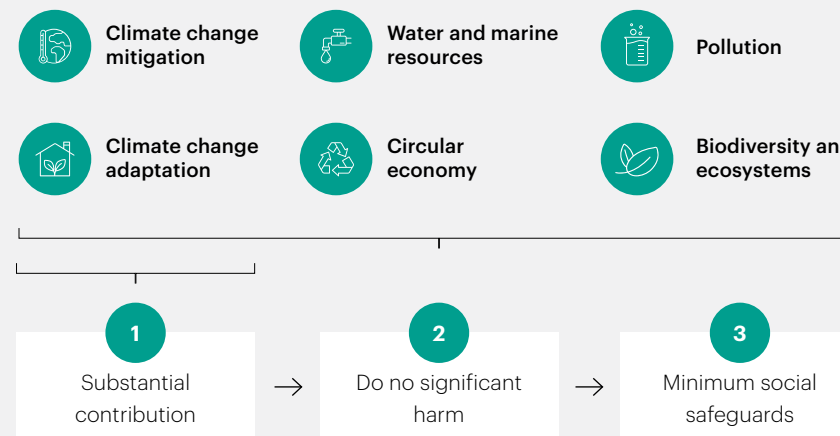 Climate change
mitigation
Water and marine
resources
Pollution
Climate change
adaptation
Circular
economy
Biodiversity an
ecosystems
1
Substantial
contribution
2
Do no significant
harm
3
Minimum social
safeguards